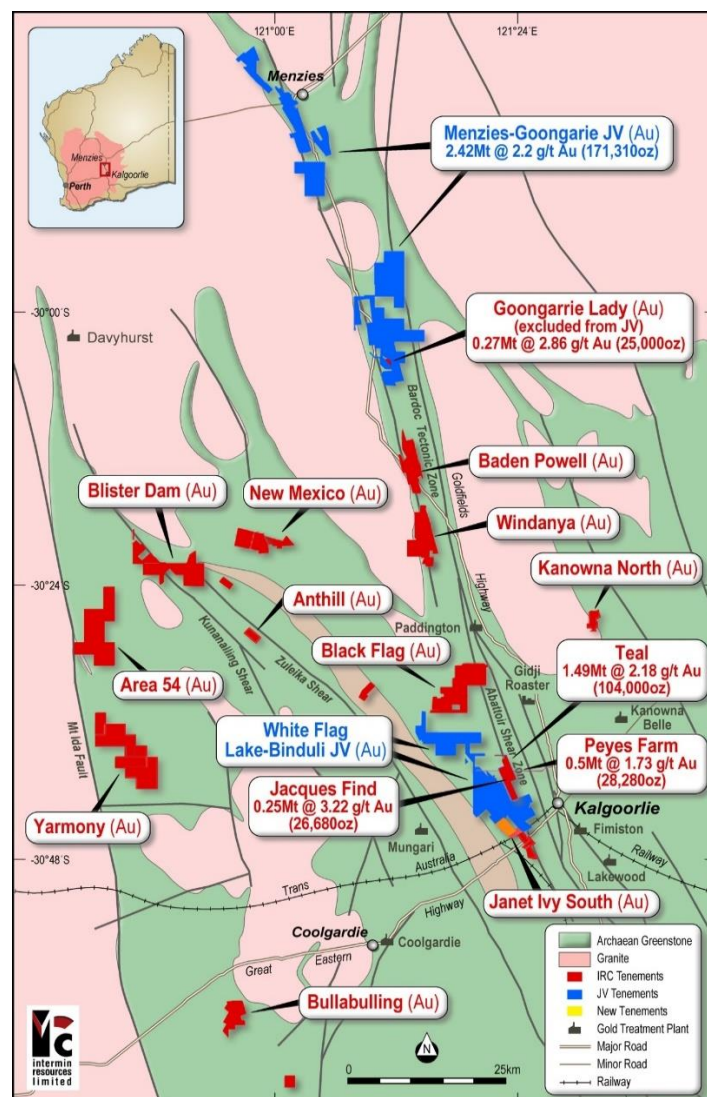 121°00'E
121°24'E
Menzies
Menzies
Kalgoorlie
Perth
Menzies-Goongarie JV (Au)
2.42Mt @ 2.2 g/t Au (171,310oz)
-30°00'S
Davyhurst
Goongarrie Lady (Au)
(excluded from JV)
0.27Mt @ 2.86 g/t Au (25,000oz)
Bardoc Tectonic Zone
Goldfields
Highway
Baden Powell (Au)
Blister Dam (Au)
New Mexico (Au)
Windanya (Au)
-30°24'S
Kanowna North (Au)
Anthill (Au)
Paddington
Kunanaliing Shear
Zuleika Shear
Black Flag (Au)
Teal
1.49Mt @ 2.18 g/t Au
(104,000oz)
Area 54 (Au)
Gidji
Roaster
Abattoir Shear Zone
Kanowna
Belle
Mt Ida Fault
White Flag
Lake-Binduli JV (Au)
Peyes Farm
0.5Mt @ 1.73 g/t Au
(28,280oz)
Jacques Find
0.25Mt @ 3.22 g/t Au
(26,680oz)
Yarmony (Au)
Kalgoorlie
Mungari
Fimiston
-30°48'S
Lakewood
Railway
Trans
Australia
Janet Ivy South (Au)
Highway
Coolgardie
Coolgardie
Great
Eastern
Bullabulling (Au)
Archaean Greenstone
Granite
IRC Tenements
JV Tenements
New Tenements
Gold Treatment Plant
Major Road
Minor Road
Railway
intermin
resources
limited
N
0
25km